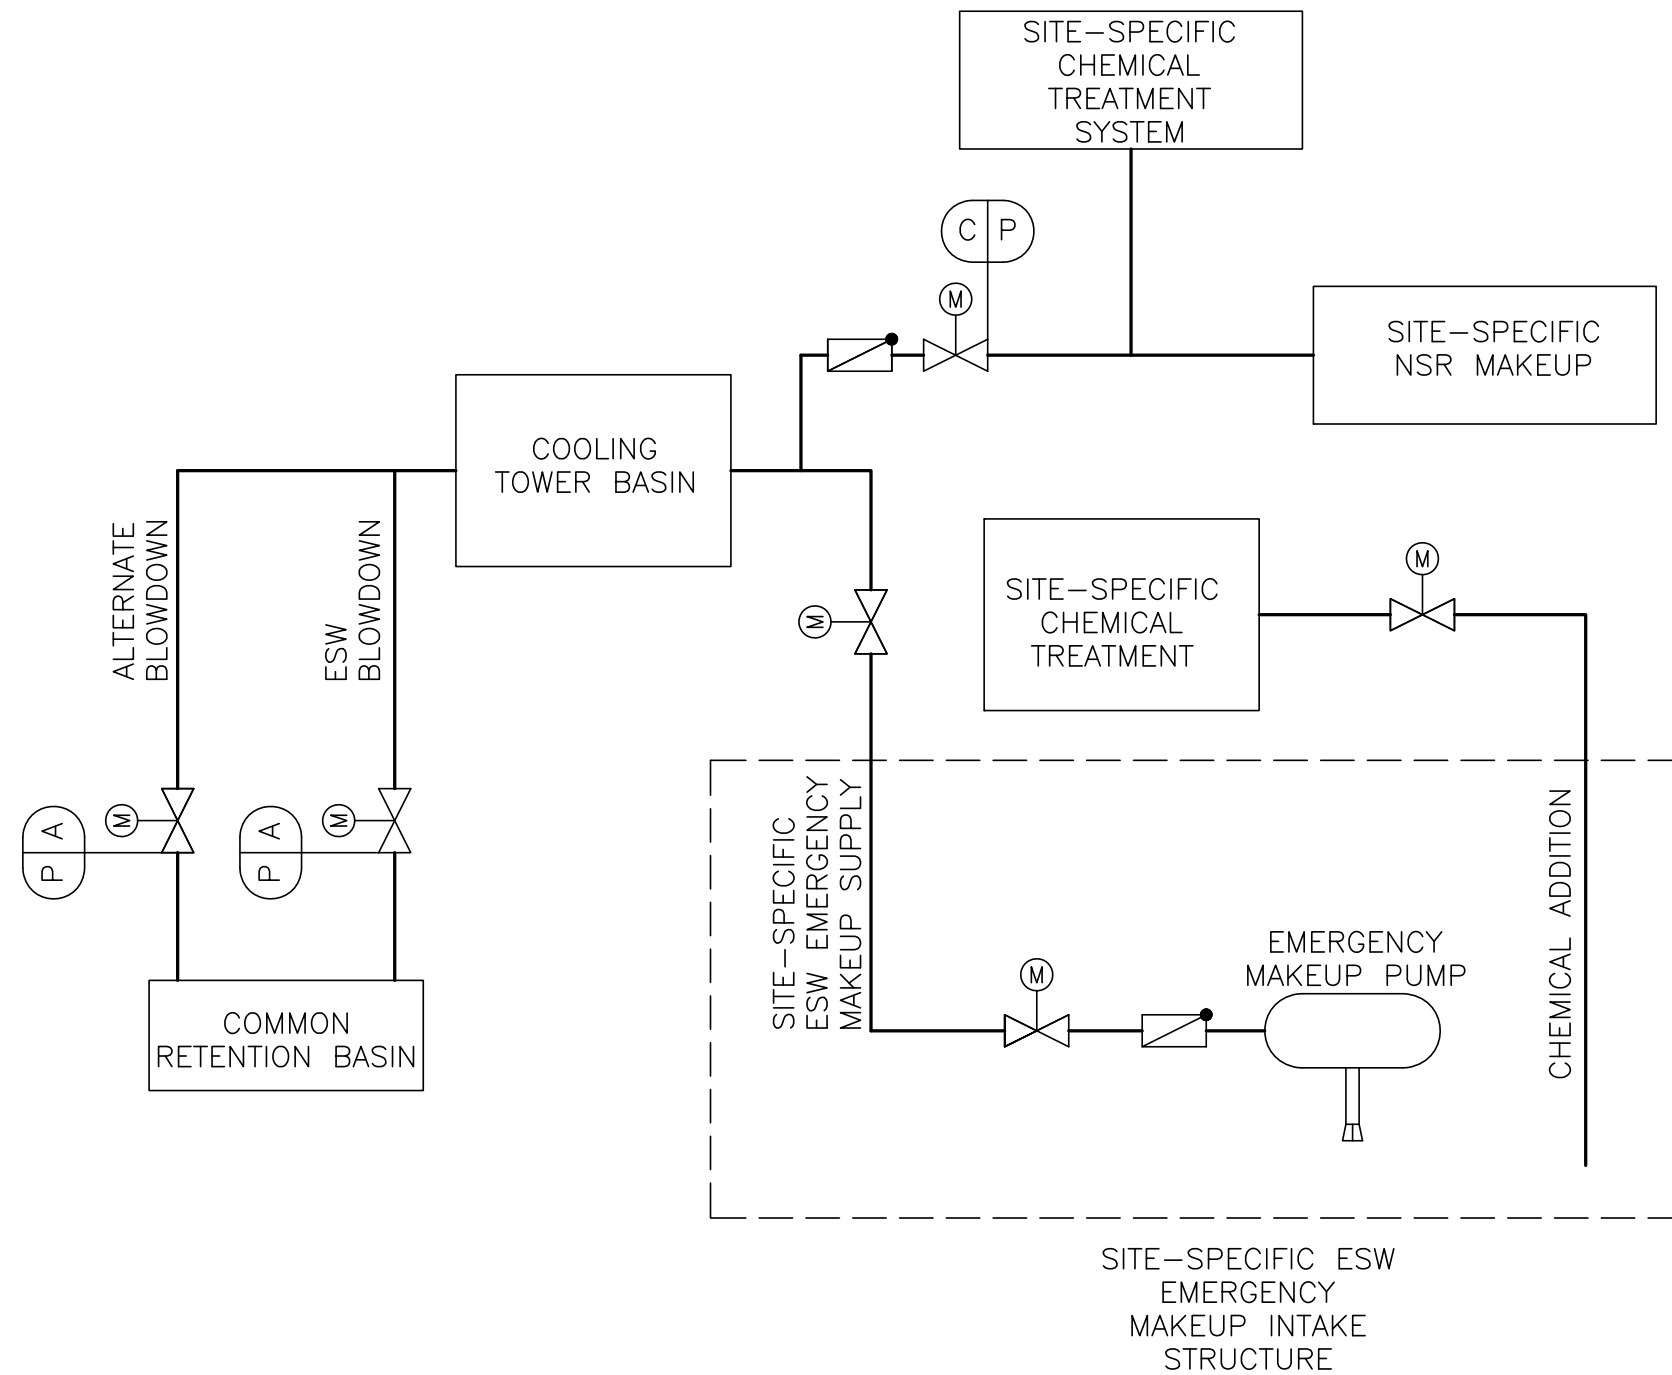 SITE-SPECIFIC
CHEMICAL
TREATMENT
SYSTEM
C P
M
SITE-SPECIFIC
NSR MAKEUP
COOLING
TOWER BASIN
ALTERNATE
BLOWDOWN
ESW
BLOWDOWN
M
SITE-SPECIFIC
CHEMICAL
TREATMENT
M
P A
M
P A
M
COMMON
RETENTION BASIN
SITE-SPECIFIC
ESW EMERGENCY
MAKEUP SUPPLY
M
EMERGENCY
MAKEUP PUMP
CHEMICAL ADDITION
SITE-SPECIFIC ESW
EMERGENCY
MAKEUP INTAKE
STRUCTURE